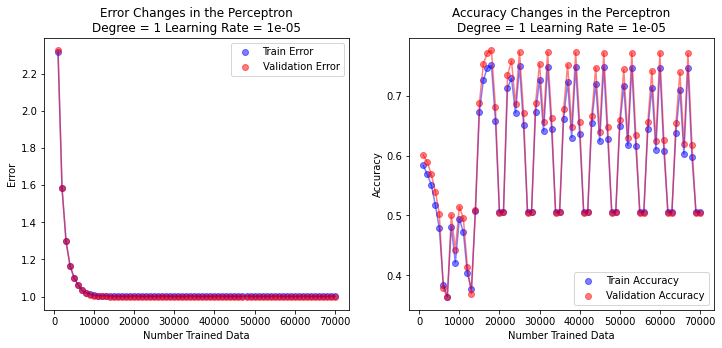 Error Changes in the Perceptron
Degree = 1 Learning Rate = 1e-05
Train Error
Validation Error
Error
2.2
2.0
1.8
1.6
1.4
1.2
1.0
0
10000
20000
30000
40000
50000
60000
70000
Number Trained Data
Accuracy Changes in the Perceptron
Degree = 1 Learning Rate = 1e-05
Accuracy
0.7
0.6
0.5
0.4
Train Accuracy
Validation Accuracy
0
10000
20000
30000
40000
50000
60000
70000
Number Trained Data